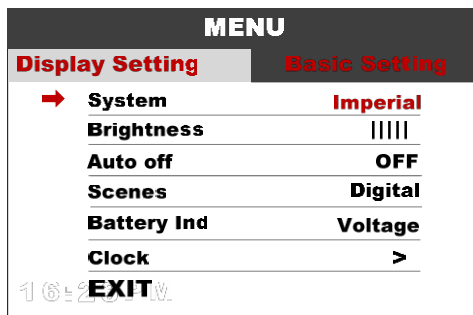 MENU
Display Setting Basic Setting
System Imperial
Brightness |||||
Auto off OFF
Scenes Digital
Battery Ind Voltage
Clock >
EXIT